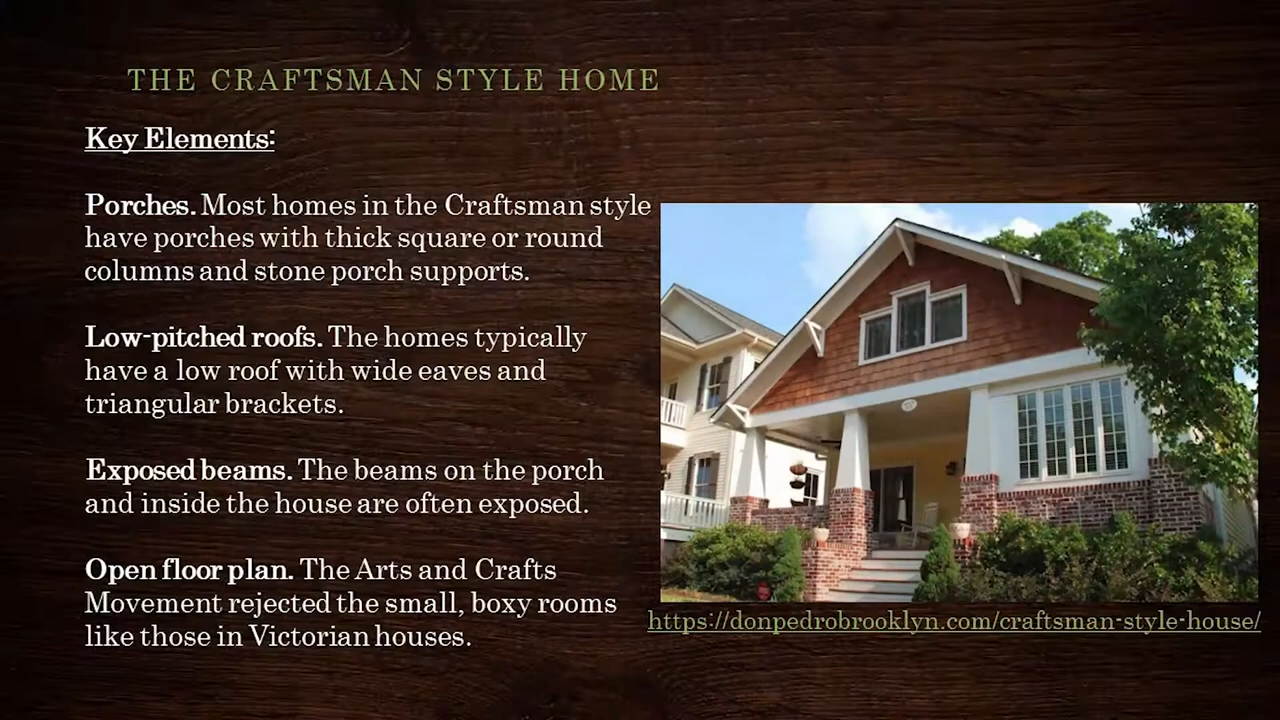 THE CRAFTSMAN STYLE HOME
Key Elements:
Porches. Most homes in the Craftsman style
have porches with thick square or round
columns and stone porch supports.
Low-pitched roofs. The homes typically
have a low roof with wide eaves and
triangular brackets.
Exposed beams. The beams on the porch
and inside the house are often exposed.
Open floor plan. The Arts and Crafts
Movement rejected the small, boxy rooms
like those in Victorian houses.
https://donpedrobrooklyn.com/craftsman-style-house/